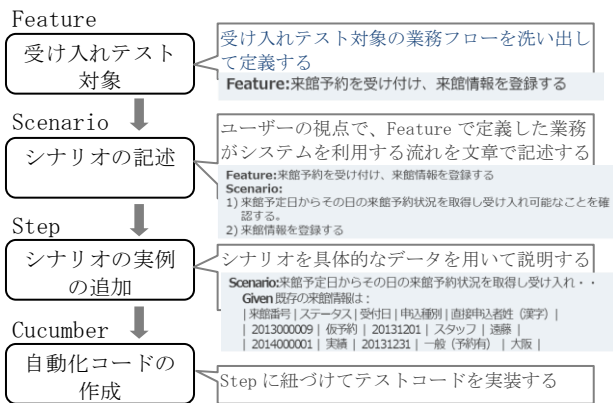 Feature
受け入れテスト
対象
受け入れテスト対象の業務フローを洗い出し
て定義する
Feature:来館予約を受け付け、来館情報を登録する
Scenario
シナリオの記述
ユーザーの視点で、Feature で定義した業務
がシステムを利用する流れを文章で記述する
Feature:来館予約を受け付け、来館情報を登録する
Scenario:
1) 来館予定日からその日の来館予約状況を取得し受け入れ可能なことを確
認する。
2) 来館情報を登録する
Step
シナリオの実例
の追加
シナリオを具体的なデータを用いて説明する
Scenario:来館予定日からその日の来館予約状況を取得し受け入れ・・
Given 既存の来館情報は：
| 来館番号 | ステータス | 受付日 | 申込種別 | 直接申込者姓（漢字） |
| 2013000009 | 仮予約 | 20131201 | スタッフ | 遠藤 |
| 2014000001 | 実績 | 20131231 | 一般（予約有） | 大阪 |
Cucumber
自動化コードの
作成
Step に紐づけてテストコードを実装する